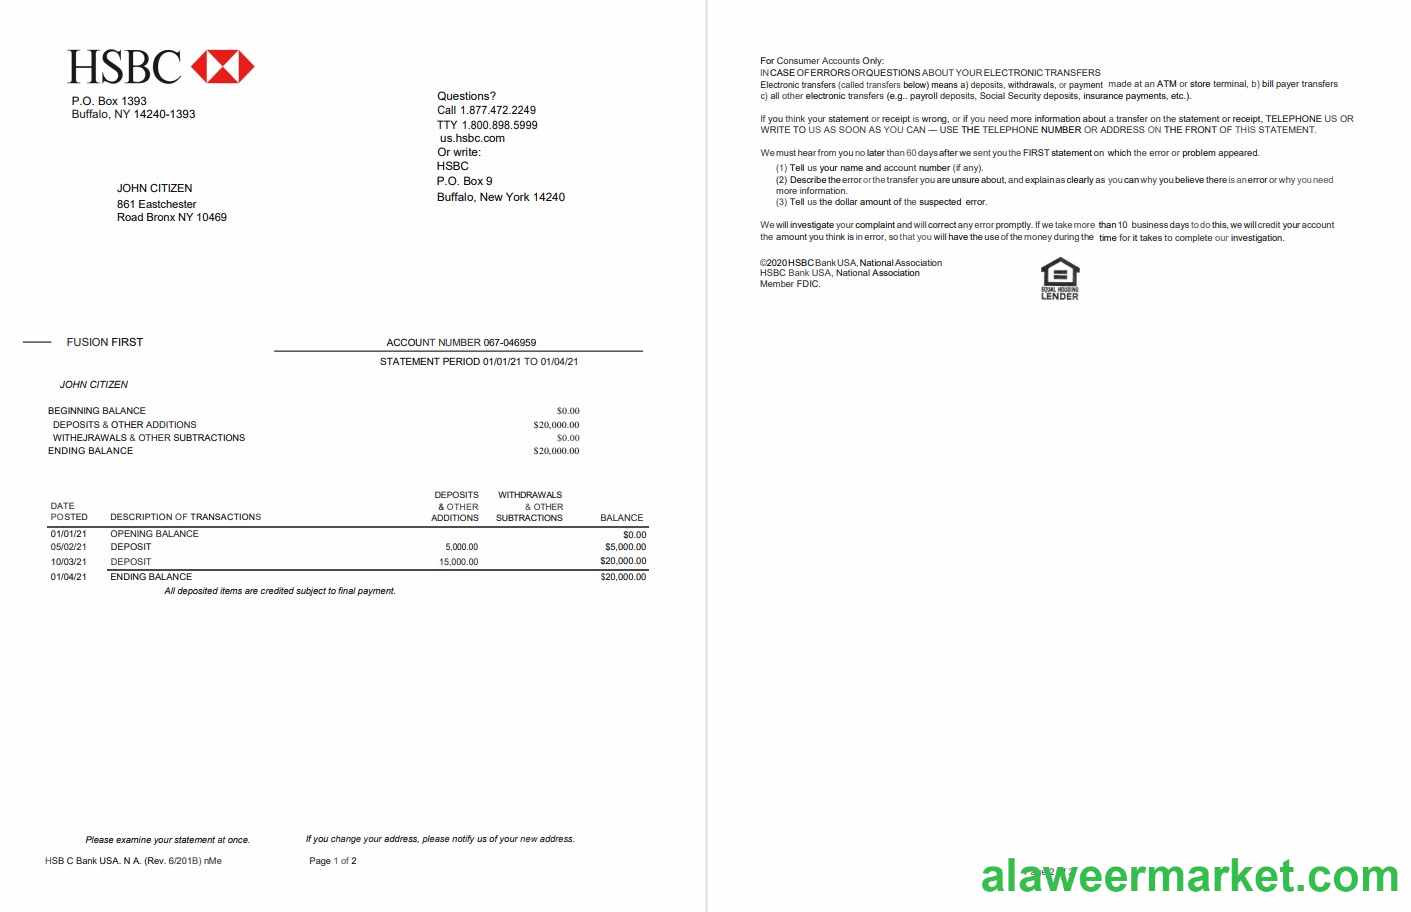 HSBC
P.O. Box 1393
Buffalo, NY 14240-1393
Questions?
Call 1.877.472.2249
TTY 1.800.898.5999
us.hsbc.com
Or write:
HSBC
P.O. Box 9
Buffalo, New York 14240
JOHN CITIZEN
861 Eastchester
Road Bronx NY 10469
FUSION FIRST
ACCOUNT NUMBER 067-046959
STATEMENT PERIOD 01/01/21 TO 01/04/21
JOHN CITIZEN
BEGINNING BALANCE $0.00
DEPOSITS & OTHER ADDITIONS $20,000.00
WITHEJRAWALS & OTHER SUBTRACTIONS $0.00
ENDING BALANCE $20,000.00
DEPOSITS WITHDRAWALS
DATE & OTHER & OTHER
POSTED DESCRIPTION OF TRANSACTIONS ADDITIONS SUBTRACTIONS BALANCE
01/01/21 OPENING BALANCE $0.00
05/02/21 DEPOSIT 5,000.00 $5,000.00
10/03/21 DEPOSIT 15,000.00 $20,000.00
01/04/21 ENDING BALANCE $20,000.00
All deposited items are credited subject to final payment.
Please examine your statement at once. If you change your address, please notify us of your new address.
HSB C Bank USA. N A. (Rev. 6/201B) nMe Page 1 of 2
For Consumer Accounts Only:
IN CASE OF ERRORS OR QUESTIONS ABOUT YOUR ELECTRONIC TRANSFERS
Electronic transfers (called transfers below) means a) deposits, withdrawals, or payment made at an ATM or store terminal, b) bill payer transfers
c) all other electronic transfers (e.g.. payroll deposits, Social Security deposits, insurance payments, etc.).
If you think your statement or receipt is wrong, or if you need more information about a transfer on the statement or receipt, TELEPHONE US OR
WRITE TO US AS SOON AS YOU CAN — USE THE TELEPHONE NUMBER OR ADDRESS ON THE FRONT OF THIS STATEMENT.
We must hear from you no later than 60 days after we sent you the FIRST statement on which the error or problem appeared.
(1) Tell us your name and account number (if any).
(2) Describe the error or the transfer you are unsure about, and explain as clearly as you can why you believe there is an error or why you need
more information.
(3) Tell us the dollar amount of the suspected error.
We will investigate your complaint and will correct any error promptly. If we take more than 10 business days to do this, we will credit your account
the amount you think is in error, so that you will have the use of the money during the time for it takes to complete our investigation.
©2020 HSBC Bank USA, National Association
HSBC Bank USA, National Association
Member FDIC.
EQUAL HOUSING
LENDER
alaweermarket.com